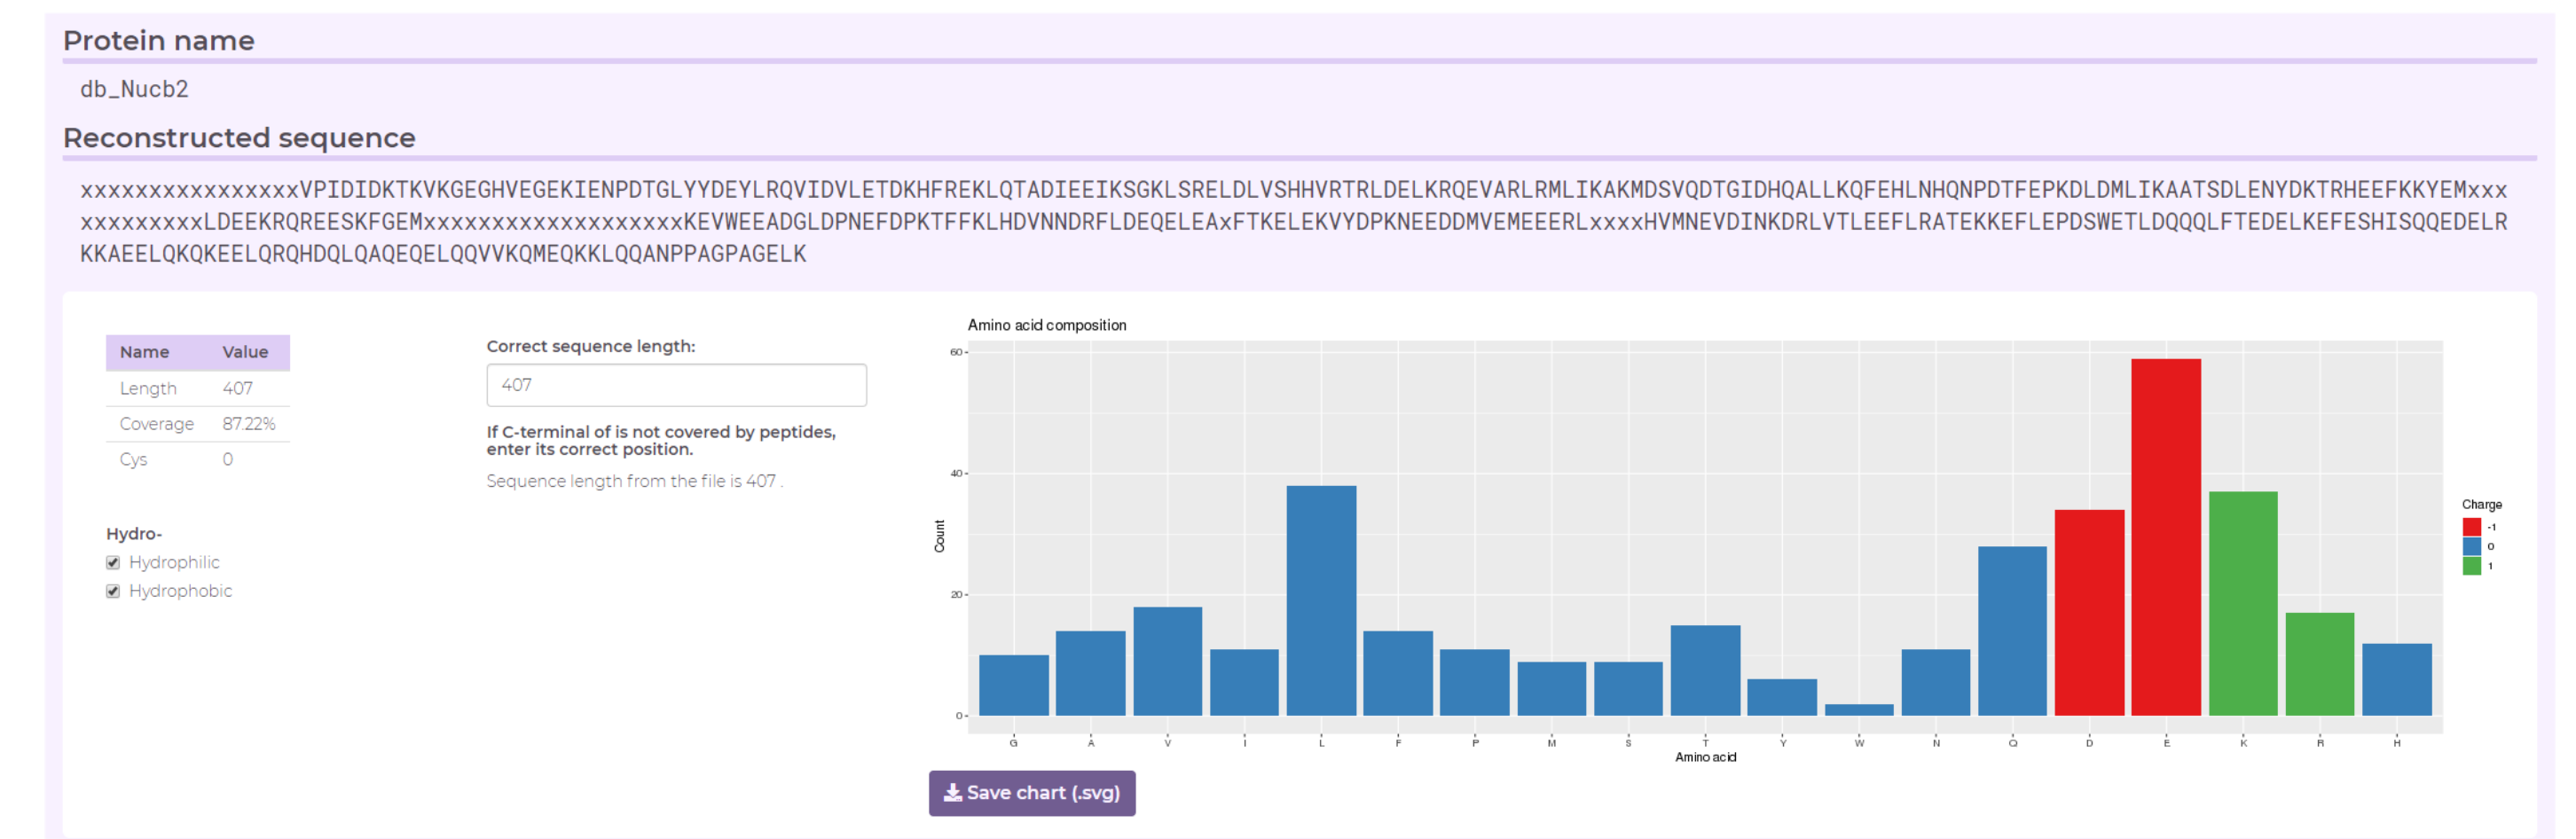 Protein name
db_Nucb2
Reconstructed sequence
xxxxxxxxxxxxxxxxVPIDIDKTKVKGEGHVEGEKIENPDTGLYYDEYLRQVIDVLETDKHFREKLQTADIEEIKSGKLSRELDLVSHHVRTRLDELKRQEVARLRMLIKAKMDSVQDTGIDHQALLKQFEHLNHQNPDTFEPKDLDMLIKAATSDLENYDKTRHEEFKKYEMxxx
xxxxxxxxxLDEEKRQREESKFGEMxxxxxxxxxxxxxxxxxxxKEVWEEADGLDPNEFDPKTFFKLHDVNNDRFLDEQELEAxFTKELEKVYDPKNEEDDMVEMEEERLxxxxHVMNEVDINKDRLVTLEEFLRATEKKEFLEPDSWETLDQQQLFTEDELKEFESHISQQEDELR
KKAEELQKQKEELQRQHDQLQAQEQELQQVVKQMEQKKLQQANPPAGPAGELK
Name Value
Length 407
Coverage 87.22%
Cys 0
Hydro-
Hydrophilic
Hydrophobic
Correct sequence length:
407
If C-terminal of is not covered by peptides,
enter its correct position.
Sequence length from the file is 407 .
Amino acid composition
60
40
20
0
Count
G A V I L F P M S T Y W N Q D E K R H
Amino acid
Charge
-1
0
1
Save chart (.svg)